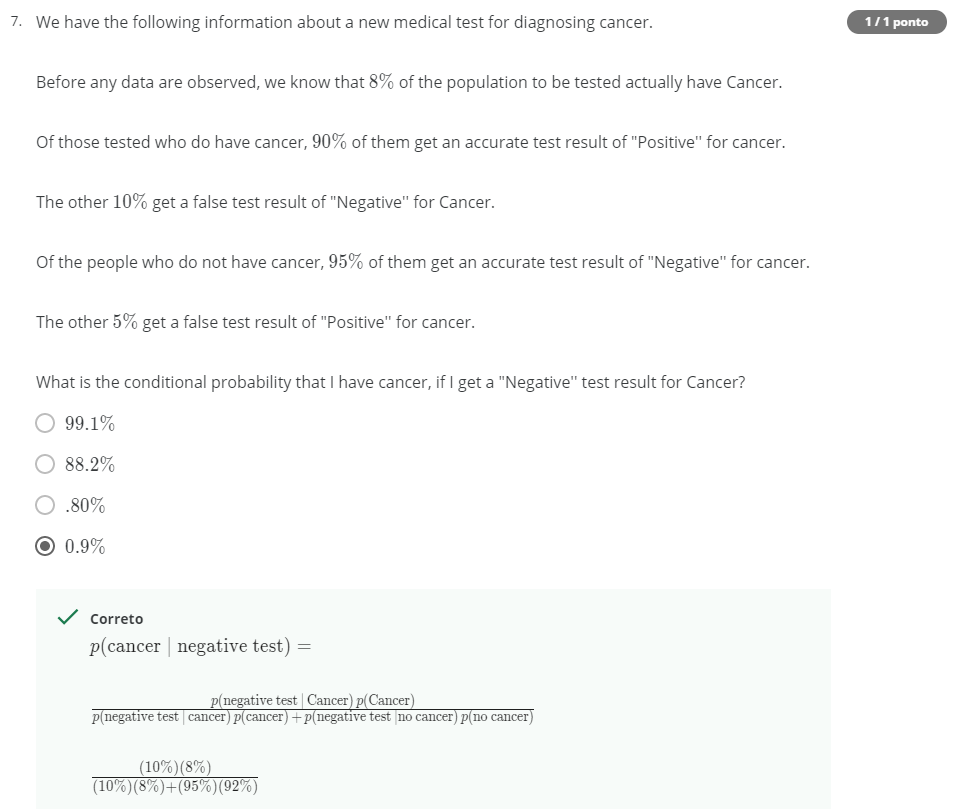 7. We have the following information about a new medical test for diagnosing cancer.
1 / 1 ponto
Before any data are observed, we know that 8% of the population to be tested actually have Cancer.
Of those tested who do have cancer, 90% of them get an accurate test result of "Positive" for cancer.
The other 10% get a false test result of "Negative" for Cancer.
Of the people who do not have cancer, 95% of them get an accurate test result of "Negative" for cancer.
The other 5% get a false test result of "Positive" for cancer.
What is the conditional probability that I have cancer, if I get a "Negative" test result for Cancer?
99.1%
88.2%
.80%
0.9%
Correto
p(cancer | negative test) =
p(negative test | Cancer) p(Cancer)
p(negative test | cancer) p(cancer) + p(negative test |no cancer) p(no cancer)
(10%)(8%)
(10%)(8%)+(95%)(92%)